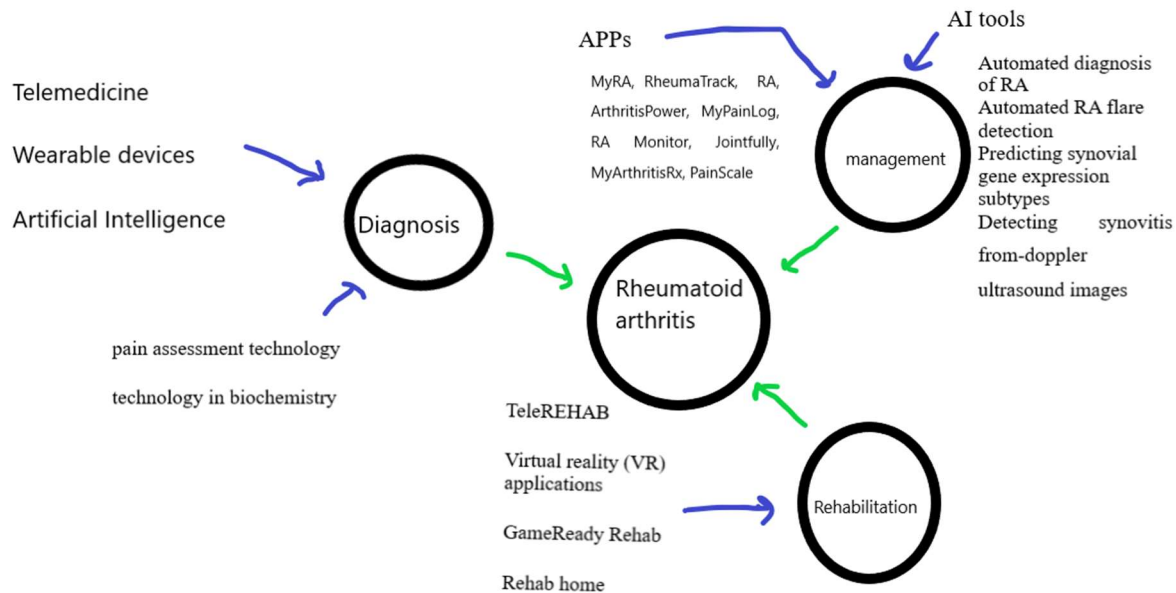 Telemedicine
Wearable devices
Artificial Intelligence
pain assessment technology
technology in biochemistry
Diagnosis
APPs
MyRA, RheumaTrack, RA,
ArthritisPower, MyPainLog,
RA Monitor, Jointfully,
MyArthritisRx, PainScale
AI tools
Automated diagnosis
of RA
Automated RA flare
detection
Predicting synovial
gene expression
subtypes
Detecting synovitis
from-doppler
ultrasound images
management
Rheumatoid
arthritis
TeleREHAB
Virtual reality (VR)
applications
GameReady Rehab
Rehab home
Rehabilitation